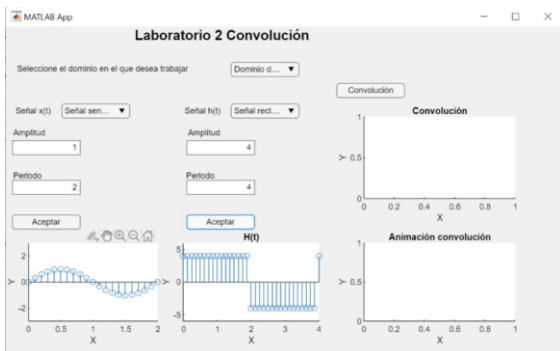 MATLAB App
Laboratorio 2 Convolución
Seleccione el dominio en el que desea trabajar
Dominio d...
Convolución
Señal x(t)
Señal sen...
Señal h(t)
Señal rect...
Amplitud
1
Amplitud
4
Periodo
2
Periodo
4
Aceptar
Aceptar
Convolución
1
0.5
0
Y
0 0.2 0.4 0.6 0.8 1
X
2
0
-2
Y
0 0.5 1 1.5 2
X
H(t)
5
0
-5
Y
0 1 2 3 4
X
Animación convolución
1
0.5
0
Y
0 0.2 0.4 0.6 0.8 1
X